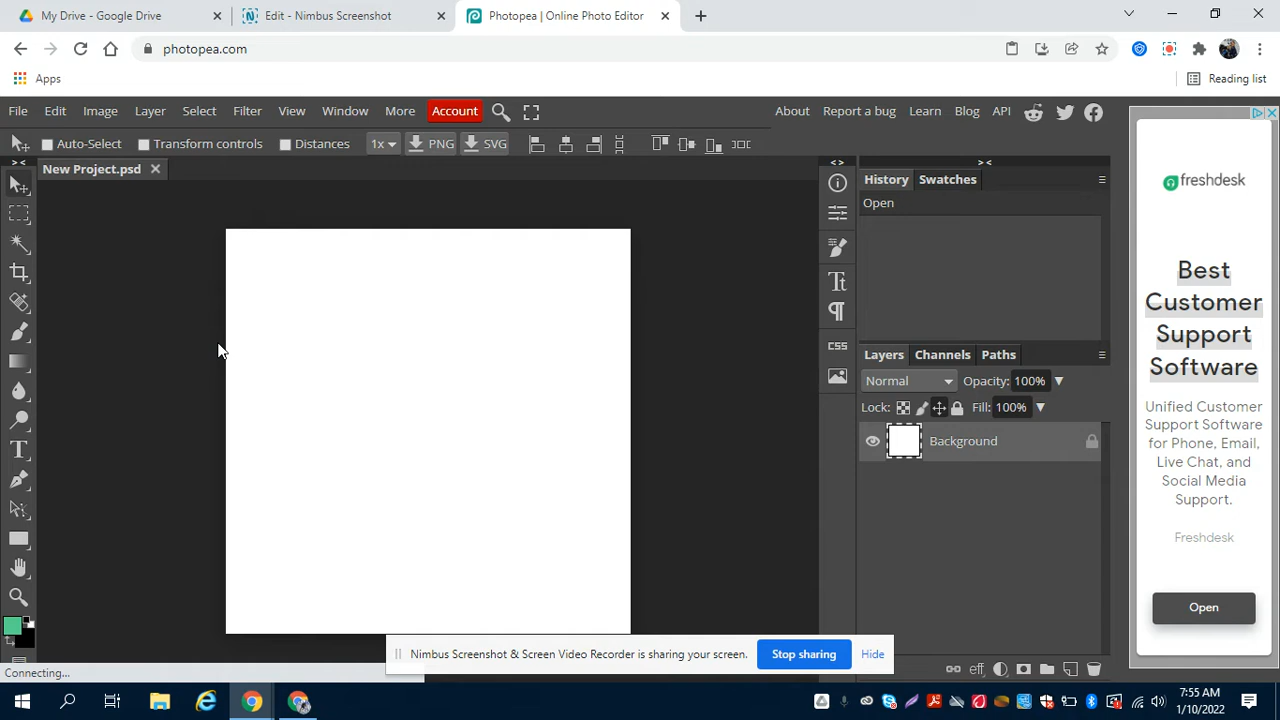 My Drive - Google Drive
Edit - Nimbus Screenshot
Photopea | Online Photo Editor
photopea.com
Apps
Reading list
File Edit Image Layer Select Filter View Window More Account
About Report a bug Learn Blog API
Auto-Select Transform controls Distances 1x PNG SVG
New Project.psd
History Swatches
Open
CSS
Layers Channels Paths
Normal Opacity: 100%
Lock: Fill: 100%
Background
eff
freshdesk
Best
Customer
Support
Software
Unified Customer
Support Software
for Phone, Email,
Live Chat, and
Social Media
Support.
Freshdesk
Open
Nimbus Screenshot & Screen Video Recorder is sharing your screen.
Stop sharing
Hide
Connecting...
7:55 AM
1/10/2022